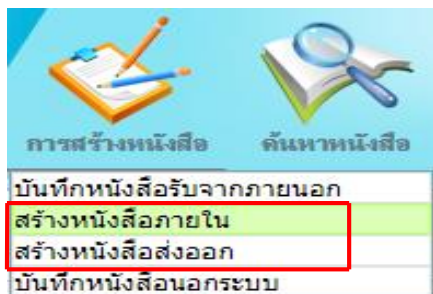 การสร้างหนังสือ ค้นหาหนังสือ
บันทึกหนังสือรับจากภายนอก
สร้างหนังสือภายใน
สร้างหนังสือส่งออก
บันทึกหนังสือนอกระบบ